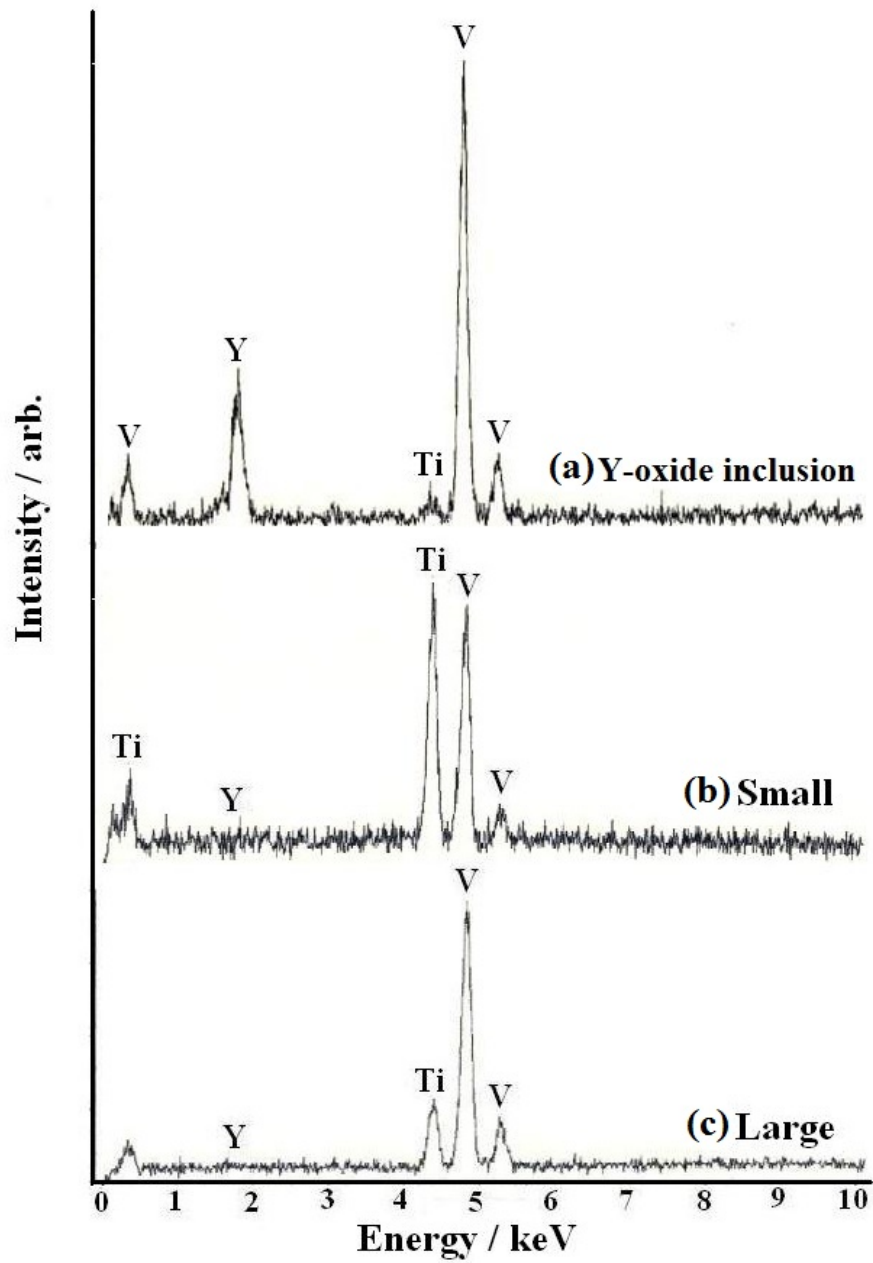 V
Y
V
Ti
V
(a) Y-oxide inclusion
Ti
V
Ti
Y
V
(b) Small
V
Ti
V
Y
(c) Large
0 1 2 3 4 5 6 7 8 9 10
Energy / keV
Intensity / arb.